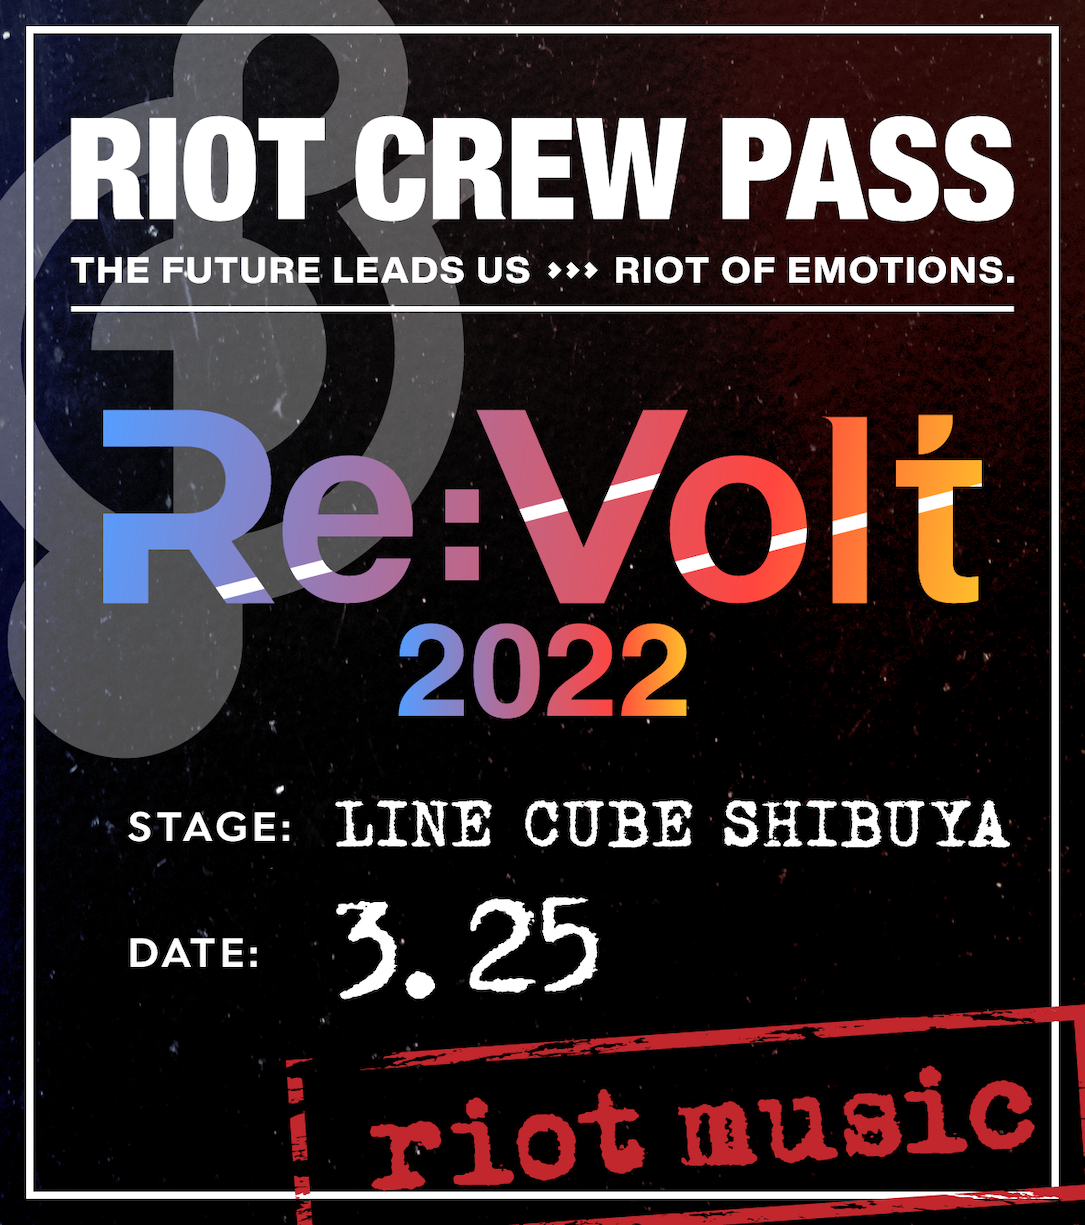 RIOT CREW PASS
THE FUTURE LEADS US >>> RIOT OF EMOTIONS.
Re:Volt
2022
STAGE: LINE CUBE SHIBUYA
DATE: 3.25
riot music